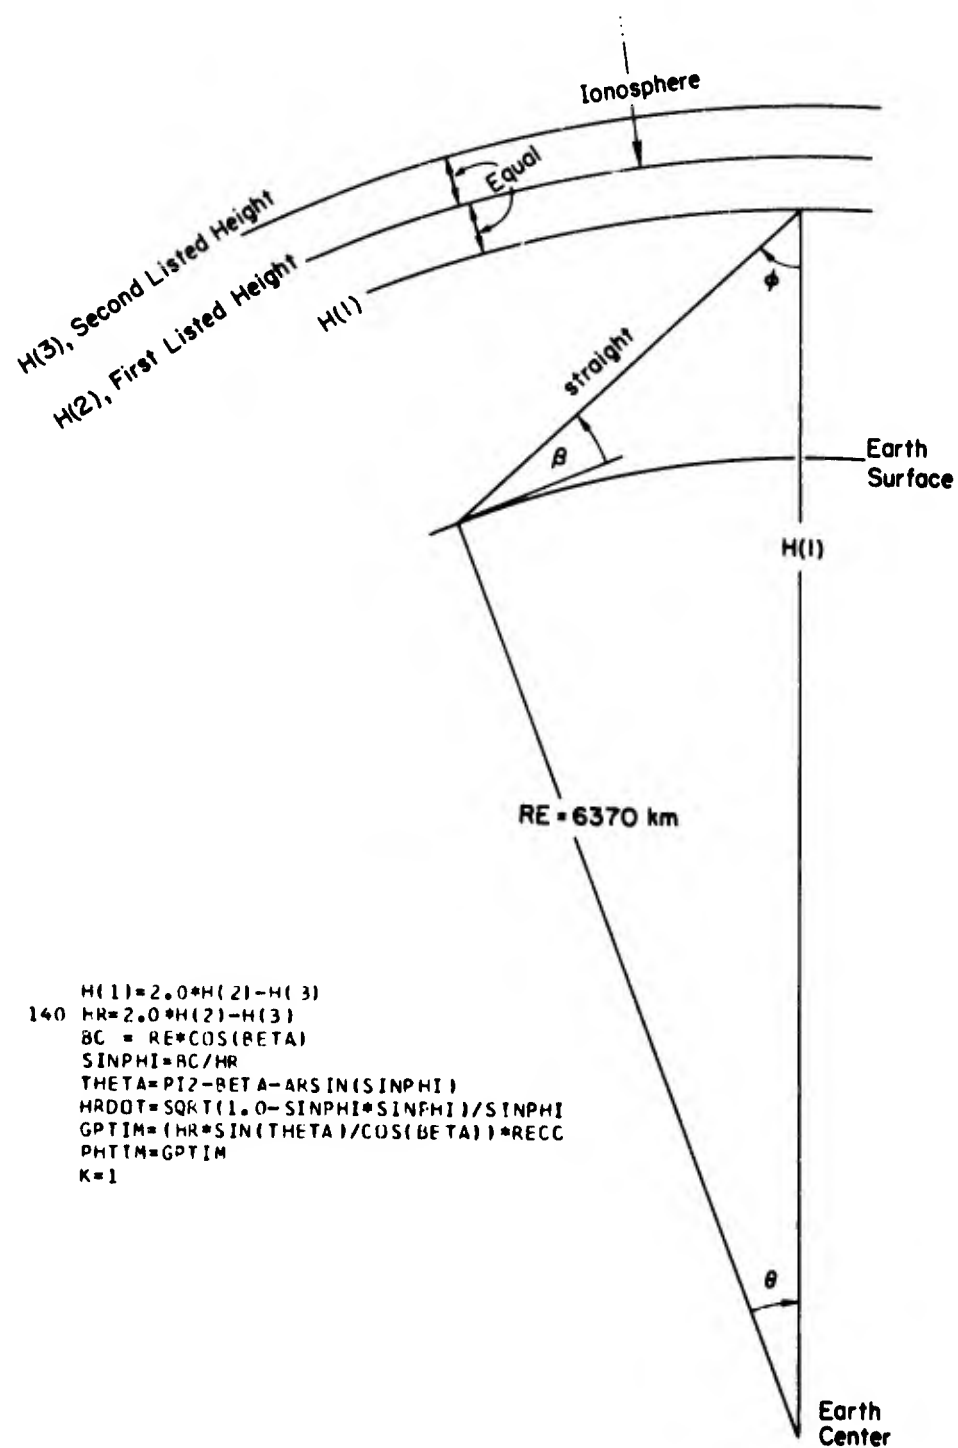 Ionosphere
Equal
H(3), Second Listed Height
H(2), First Listed Height
H(1)
ϕ
straight
β
Earth
Surface
H(1)
RE = 6370 km
H(1)=2.0*H(2)-H(3)
140 HR=2.0*H(2)-H(3)
BC = RE*COS(BETA)
SINPHI=BC/HR
THETA=PI2-BETA-ARSIN(SINPHI)
HRDOT=SQRT(1.0-SINPHI*SINPHI)/SINPHI
GPTIM=(HR*SIN(THETA)/COS(BETA))*RECC
PHTIM=GPTIM
K=1
θ
Earth
Center